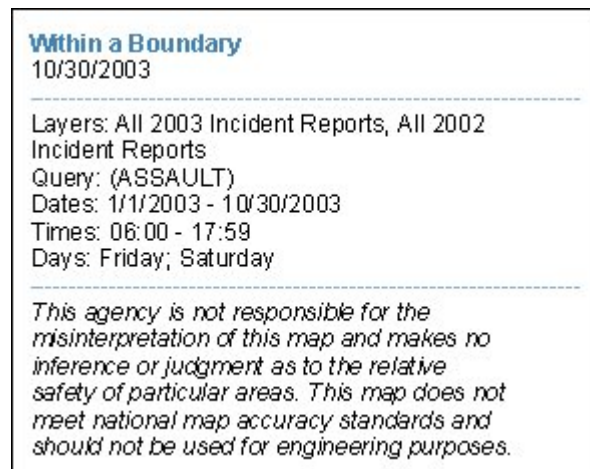 Within a Boundary
10/30/2003
Layers: All 2003 Incident Reports, All 2002
Incident Reports
Query: (ASSAULT)
Dates: 1/1/2003 - 10/30/2003
Times: 06:00 - 17:59
Days: Friday; Saturday
This agency is not responsible for the
misinterpretation of this map and makes no
inference or judgment as to the relative
safety of particular areas. This map does not
meet national map accuracy standards and
should not be used for engineering purposes.